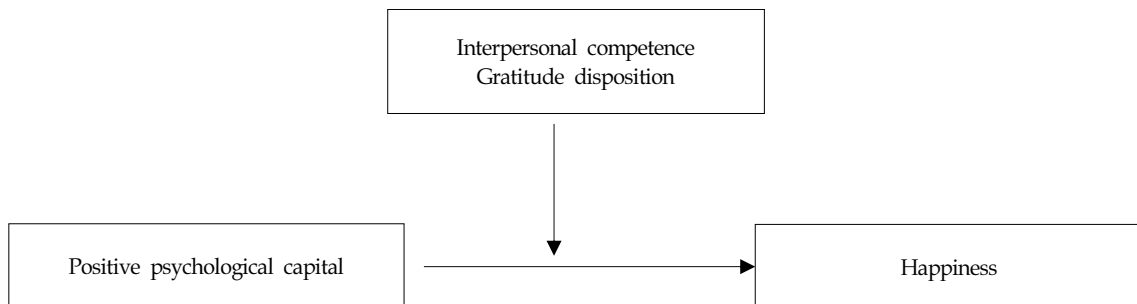 Interpersonal competence
Gratitude disposition
Positive psychological capital
Happiness